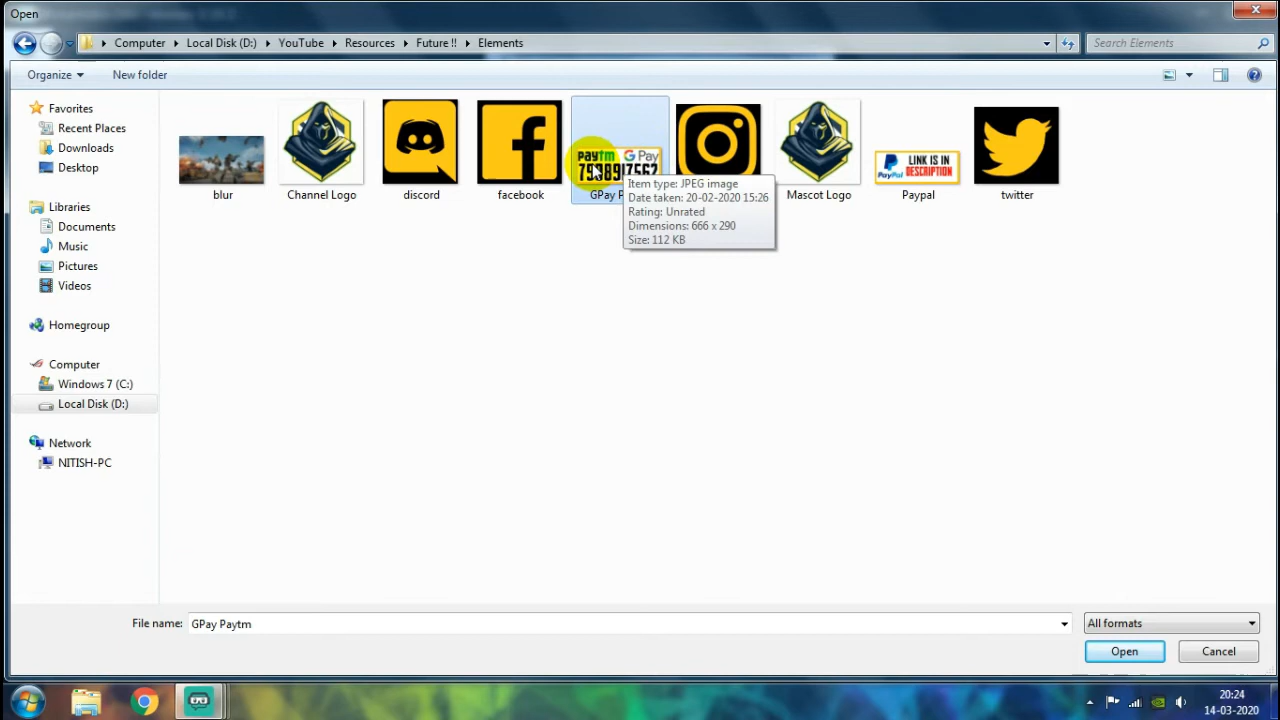 Open
Computer
Local Disk (D:)
YouTube
Resources
Future !!
Elements
Search Elements
Organize
New folder
Favorites
Recent Places
Downloads
Desktop
Libraries
Documents
Music
Pictures
Videos
Homegroup
Computer
Windows 7 (C:)
Local Disk (D:)
Network
NITISH-PC
paytm G Pay
LINK IS IN
PayPal DESCRIPTION
blur
Channel Logo
discord
facebook
GPay
Mascot Logo
Paypal
twitter
Item type: JPEG image
Date taken: 20-02-2020 15:26
Rating: Unrated
Dimensions: 666 x 290
Size: 112 KB
File name: GPay Paytm
All formats
Open
Cancel
20:24
14-03-2020